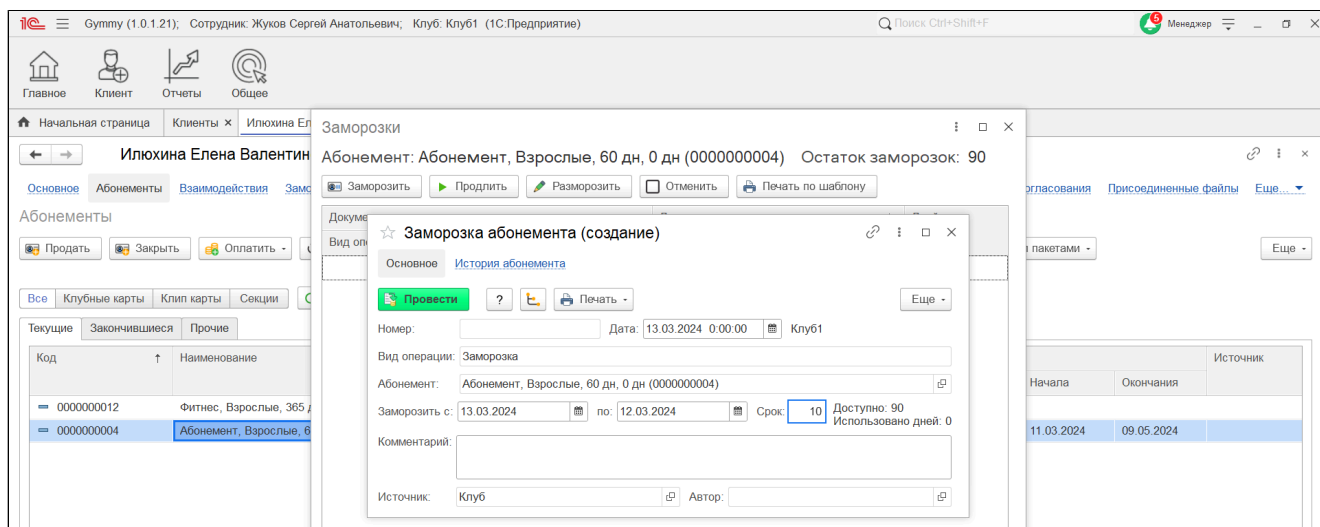 Gymmy (1.0.1.21); Сотрудник: Жуков Сергей Анатольевич; Клуб: Клуб1 (1С:Предприятие) Поиск Ctrl+Shift+F 5 Менеджер
Главное Клиент Отчеты Общее
Начальная страница Клиенты × Илюхина Ел
Заморозки
Илюхина Елена Валентин
Абонемент: Абонемент, Взрослые, 60 дн, 0 дн (0000000004) Остаток заморозок: 90
Основное Абонементы Взаимодействия Замо
Заморозить Продлить Разморозить Отменить Печать по шаблону
огласования Присоединенные файлы Еще...
Абонементы
Докуме
Вид оп
Продать Закрыть Оплатить
пакетами Еще
Заморозка абонемента (создание)
Основное История абонемента
Провести ? Печать Еще
Все Клубные карты Клип карты Секции
Номер: Дата: 13.03.2024 0:00:00 Клуб1
Текущие Закончившиеся Прочие
Вид операции: Заморозка
Код ↑ Наименование Источник
Абонемент: Абонемент, Взрослые, 60 дн, 0 дн (0000000004)
Начала Окончания
0000000012 Фитнес, Взрослые, 365
Заморозить с: 13.03.2024 по: 12.03.2024 Срок: 10 Доступно: 90
Использовано дней: 0
0000000004 Абонемент, Взрослые, 6 11.03.2024 09.05.2024
Комментарий:
Источник: Клуб Автор: